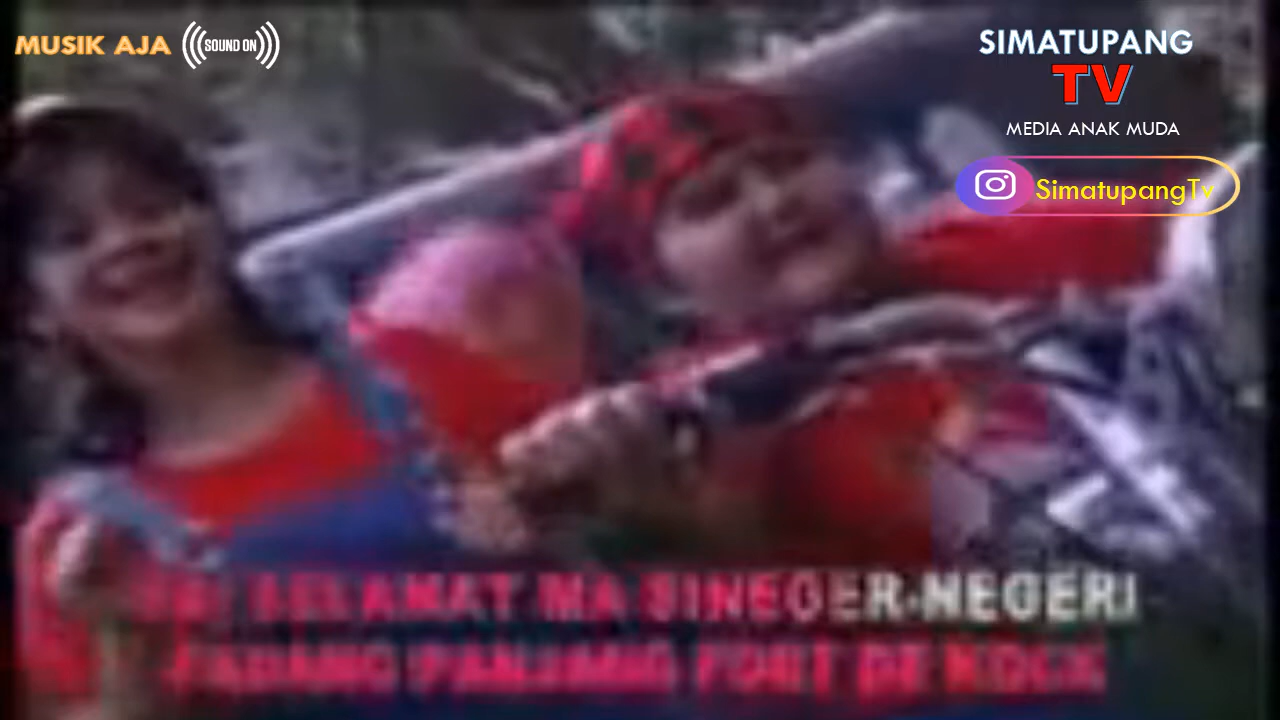 MUSIK AJA
SOUND ON
SIMATUPANG
TV
MEDIA ANAK MUDA
SimatupangTv
SELAMAT MA SINEGER-NEGERI
PADANG PANJANG FORT DE KOCK